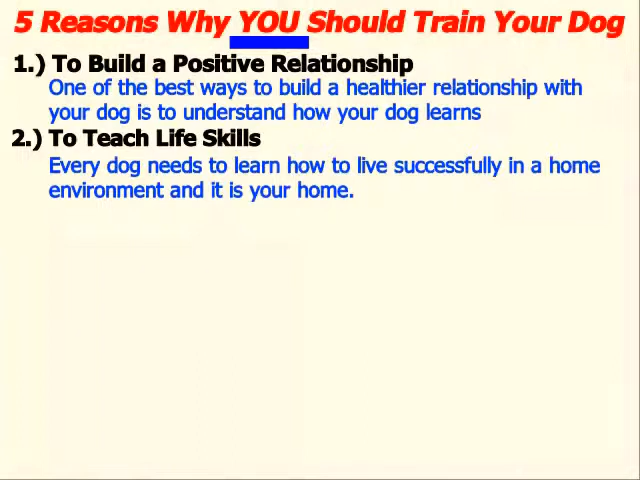 5 Reasons Why YOU Should Train Your Dog
1.) To Build a Positive Relationship
One of the best ways to build a healthier relationship with
your dog is to understand how your dog learns
2.) To Teach Life Skills
Every dog needs to learn how to live successfully in a home
environment and it is your home.